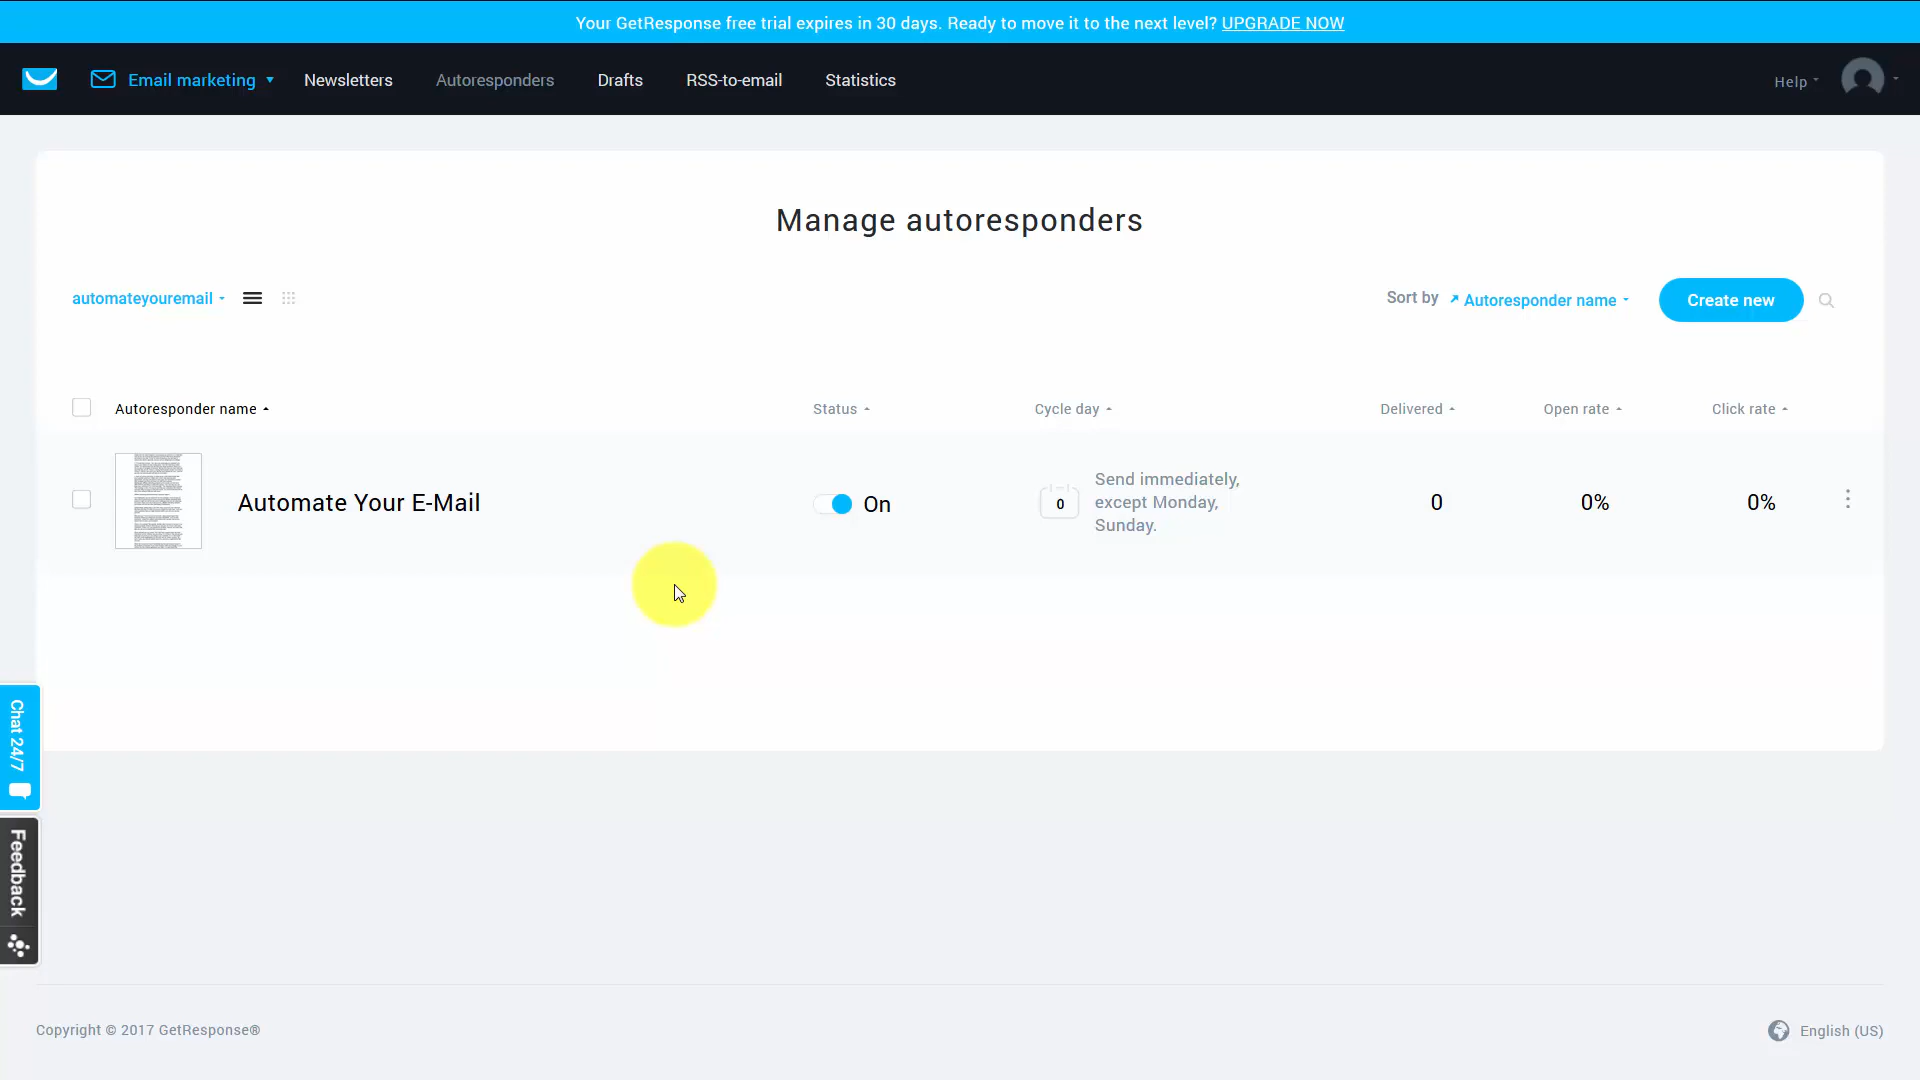 Your GetResponse free trial expires in 30 days. Ready to move it to the next level? UPGRADE NOW
Email marketing
Newsletters
Autoresponders
Drafts
RSS-to-email
Statistics
Help
Manage autoresponders
automateyouremail
Sort by
Autoresponder name
Create new
Autoresponder name
Status
Cycle day
Delivered
Open rate
Click rate
Automate Your E-Mail
On
0
Send immediately,
except Monday,
Sunday.
0
0%
0%
Chat 24/7
Feedback
Copyright © 2017 GetResponse®
English (US)